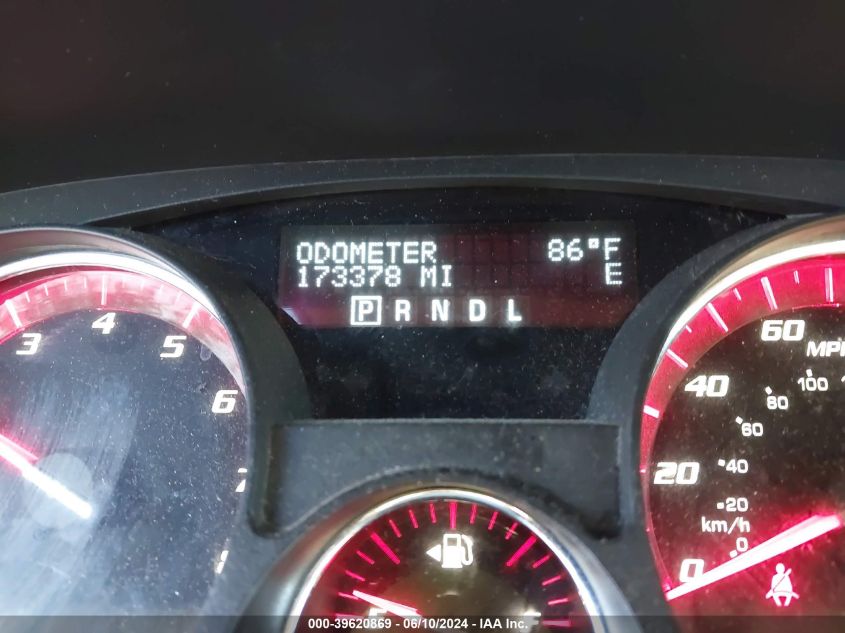 ODOMETER 86°F
173378 MI E
P R N D L
3 4 5 6 7
60 MPH
40 100
80
60
20 40
20
km/h
0 0
E F
000-39620869 - 06/10/2024 - IAA Inc.